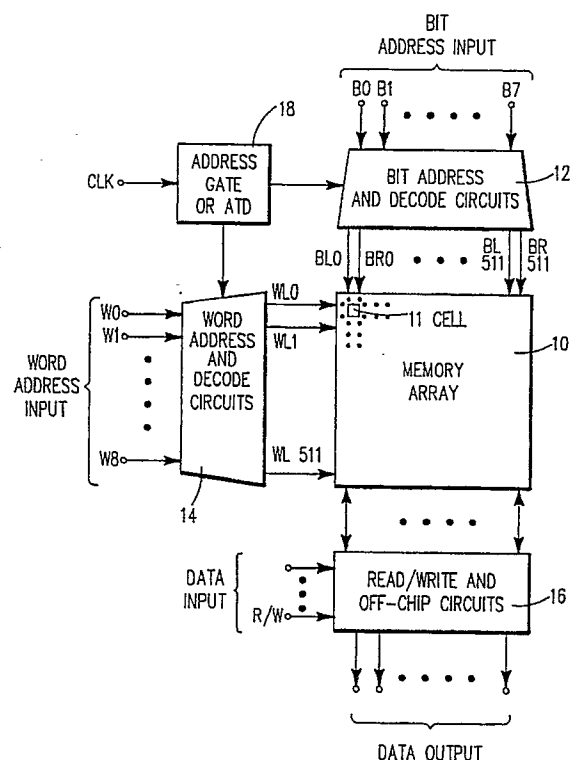 BIT
ADDRESS INPUT
B0 B1 B7
18
ADDRESS
GATE
OR ATD
CLK
BIT ADDRESS
AND DECODE CIRCUITS
12
BL0 BR0 BL 511 BR 511
WORD
ADDRESS
INPUT
W0
W1
W8
WORD
ADDRESS
AND
DECODE
CIRCUITS
14
WL0
WL1
WL 511
11 CELL
MEMORY
ARRAY
10
DATA
INPUT
R/W
READ/WRITE AND
OFF-CHIP CIRCUITS
16
DATA OUTPUT